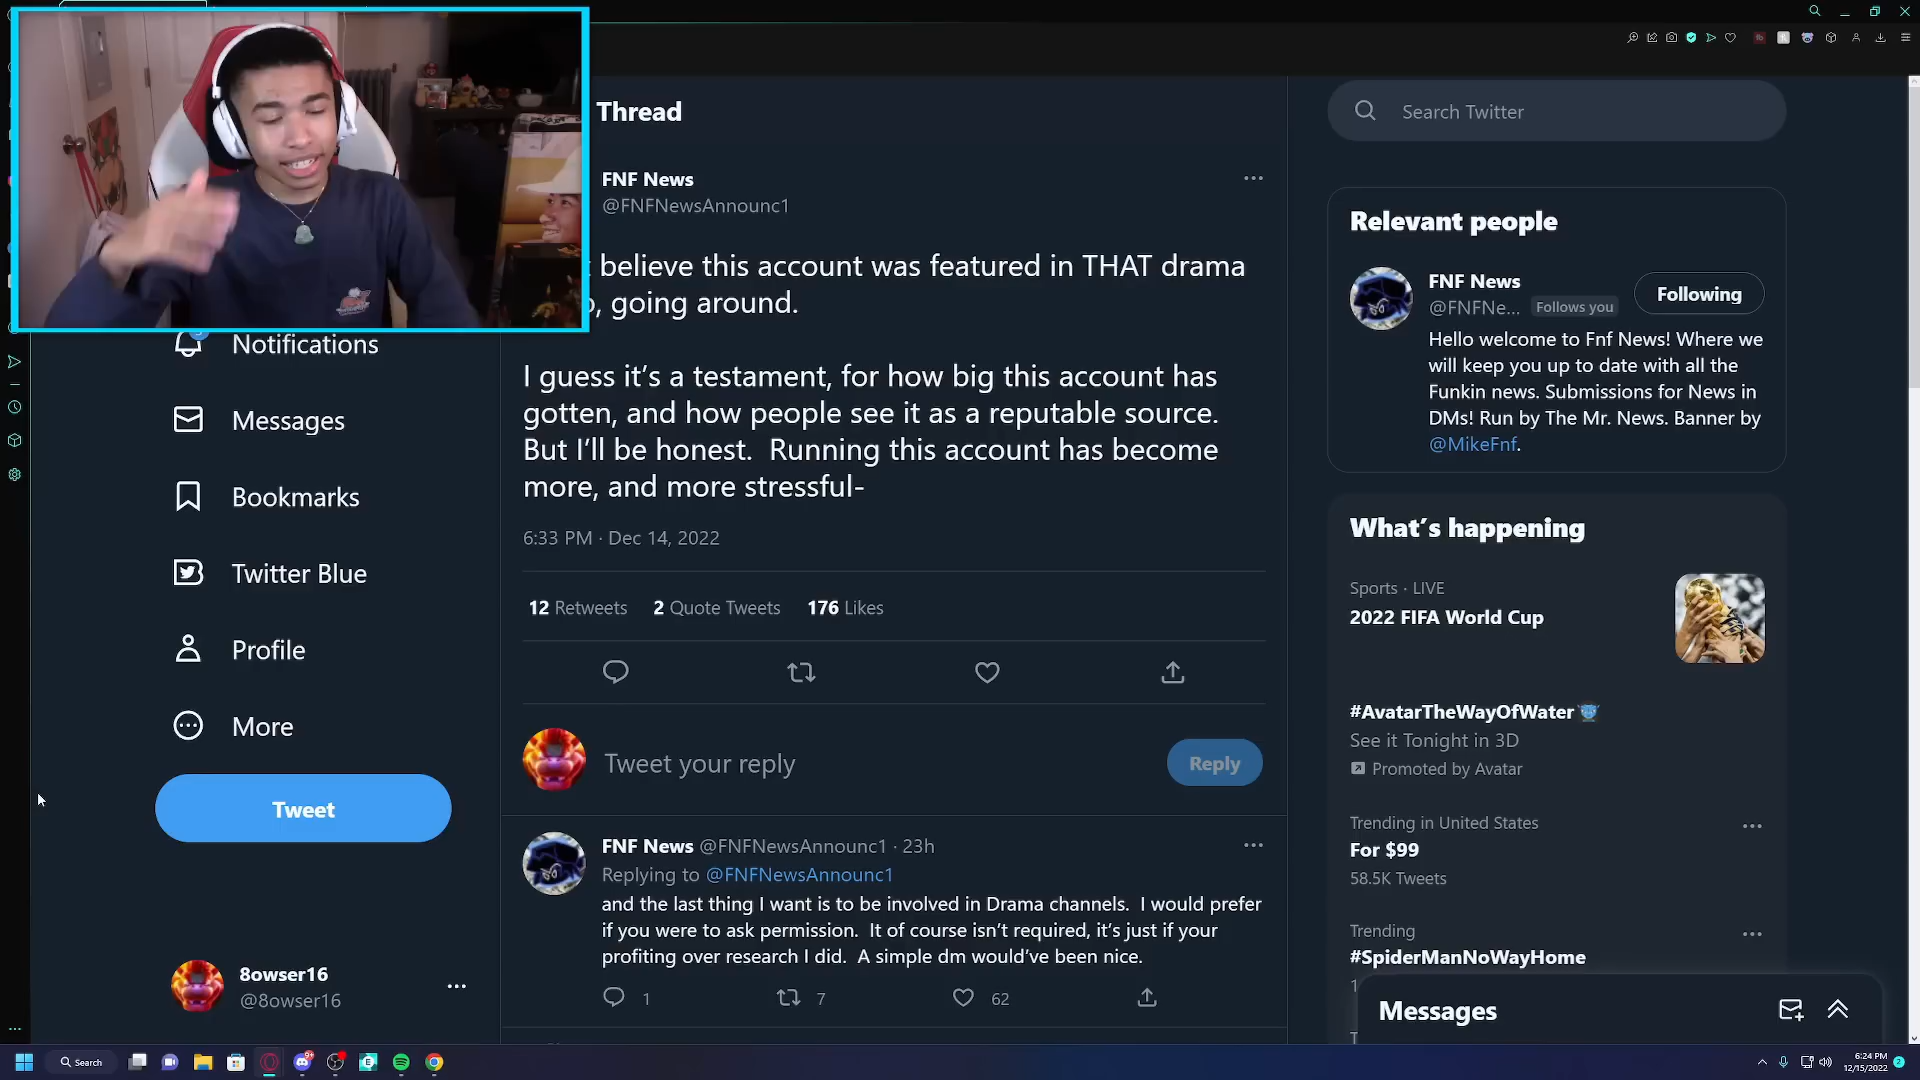 Thread
FNF News
@FNFNewsAnnounc1
believe this account was featured in THAT drama
, going around.
I guess it's a testament, for how big this account has
gotten, and how people see it as a reputable source.
But I'll be honest.  Running this account has become
more, and more stressful-
6:33 PM · Dec 14, 2022
12 Retweets 2 Quote Tweets 176 Likes
Tweet your reply
Reply
FNF News @FNFNewsAnnounc1 · 23h
Replying to @FNFNewsAnnounc1
and the last thing I want is to be involved in Drama channels.  I would prefer
if you were to ask permission.  It of course isn't required, it's just if your
profiting over research I did.  A simple dm would've been nice.
1 7 62
Notifications
Messages
Bookmarks
Twitter Blue
Profile
More
Tweet
8owser16
@8owser16
Search Twitter
Relevant people
FNF News
@FNFNe... Follows you
Following
Hello welcome to Fnf News! Where we
will keep you up to date with all the
Funkin news. Submissions for News in
DMs! Run by The Mr. News. Banner by
@MikeFnf.
What's happening
Sports · LIVE
2022 FIFA World Cup
#AvatarTheWayOfWater
See it Tonight in 3D
Promoted by Avatar
Trending in United States
For $99
58.5K Tweets
Trending
#SpiderManNoWayHome
Messages
Search
6:24 PM
12/15/2022
2